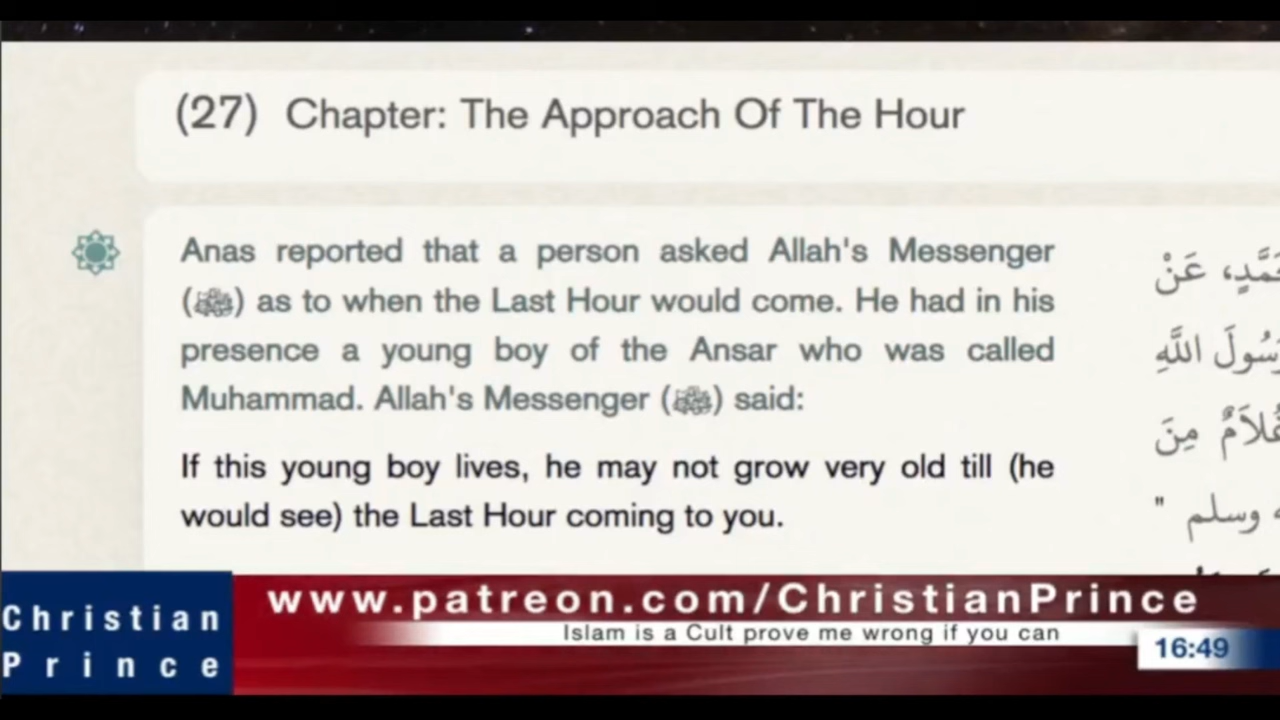 (27) Chapter: The Approach Of The Hour
Anas reported that a person asked Allah's Messenger
(ﷺ) as to when the Last Hour would come. He had in his
presence a young boy of the Ansar who was called
Muhammad. Allah's Messenger (ﷺ) said:
If this young boy lives, he may not grow very old till (he
would see) the Last Hour coming to you.
عَنْ
اللَّهِ
مِنَ
وسلم "
Christian
Prince
www.patreon.com/ChristianPrince
Islam is a Cult prove me wrong if you can
16:49